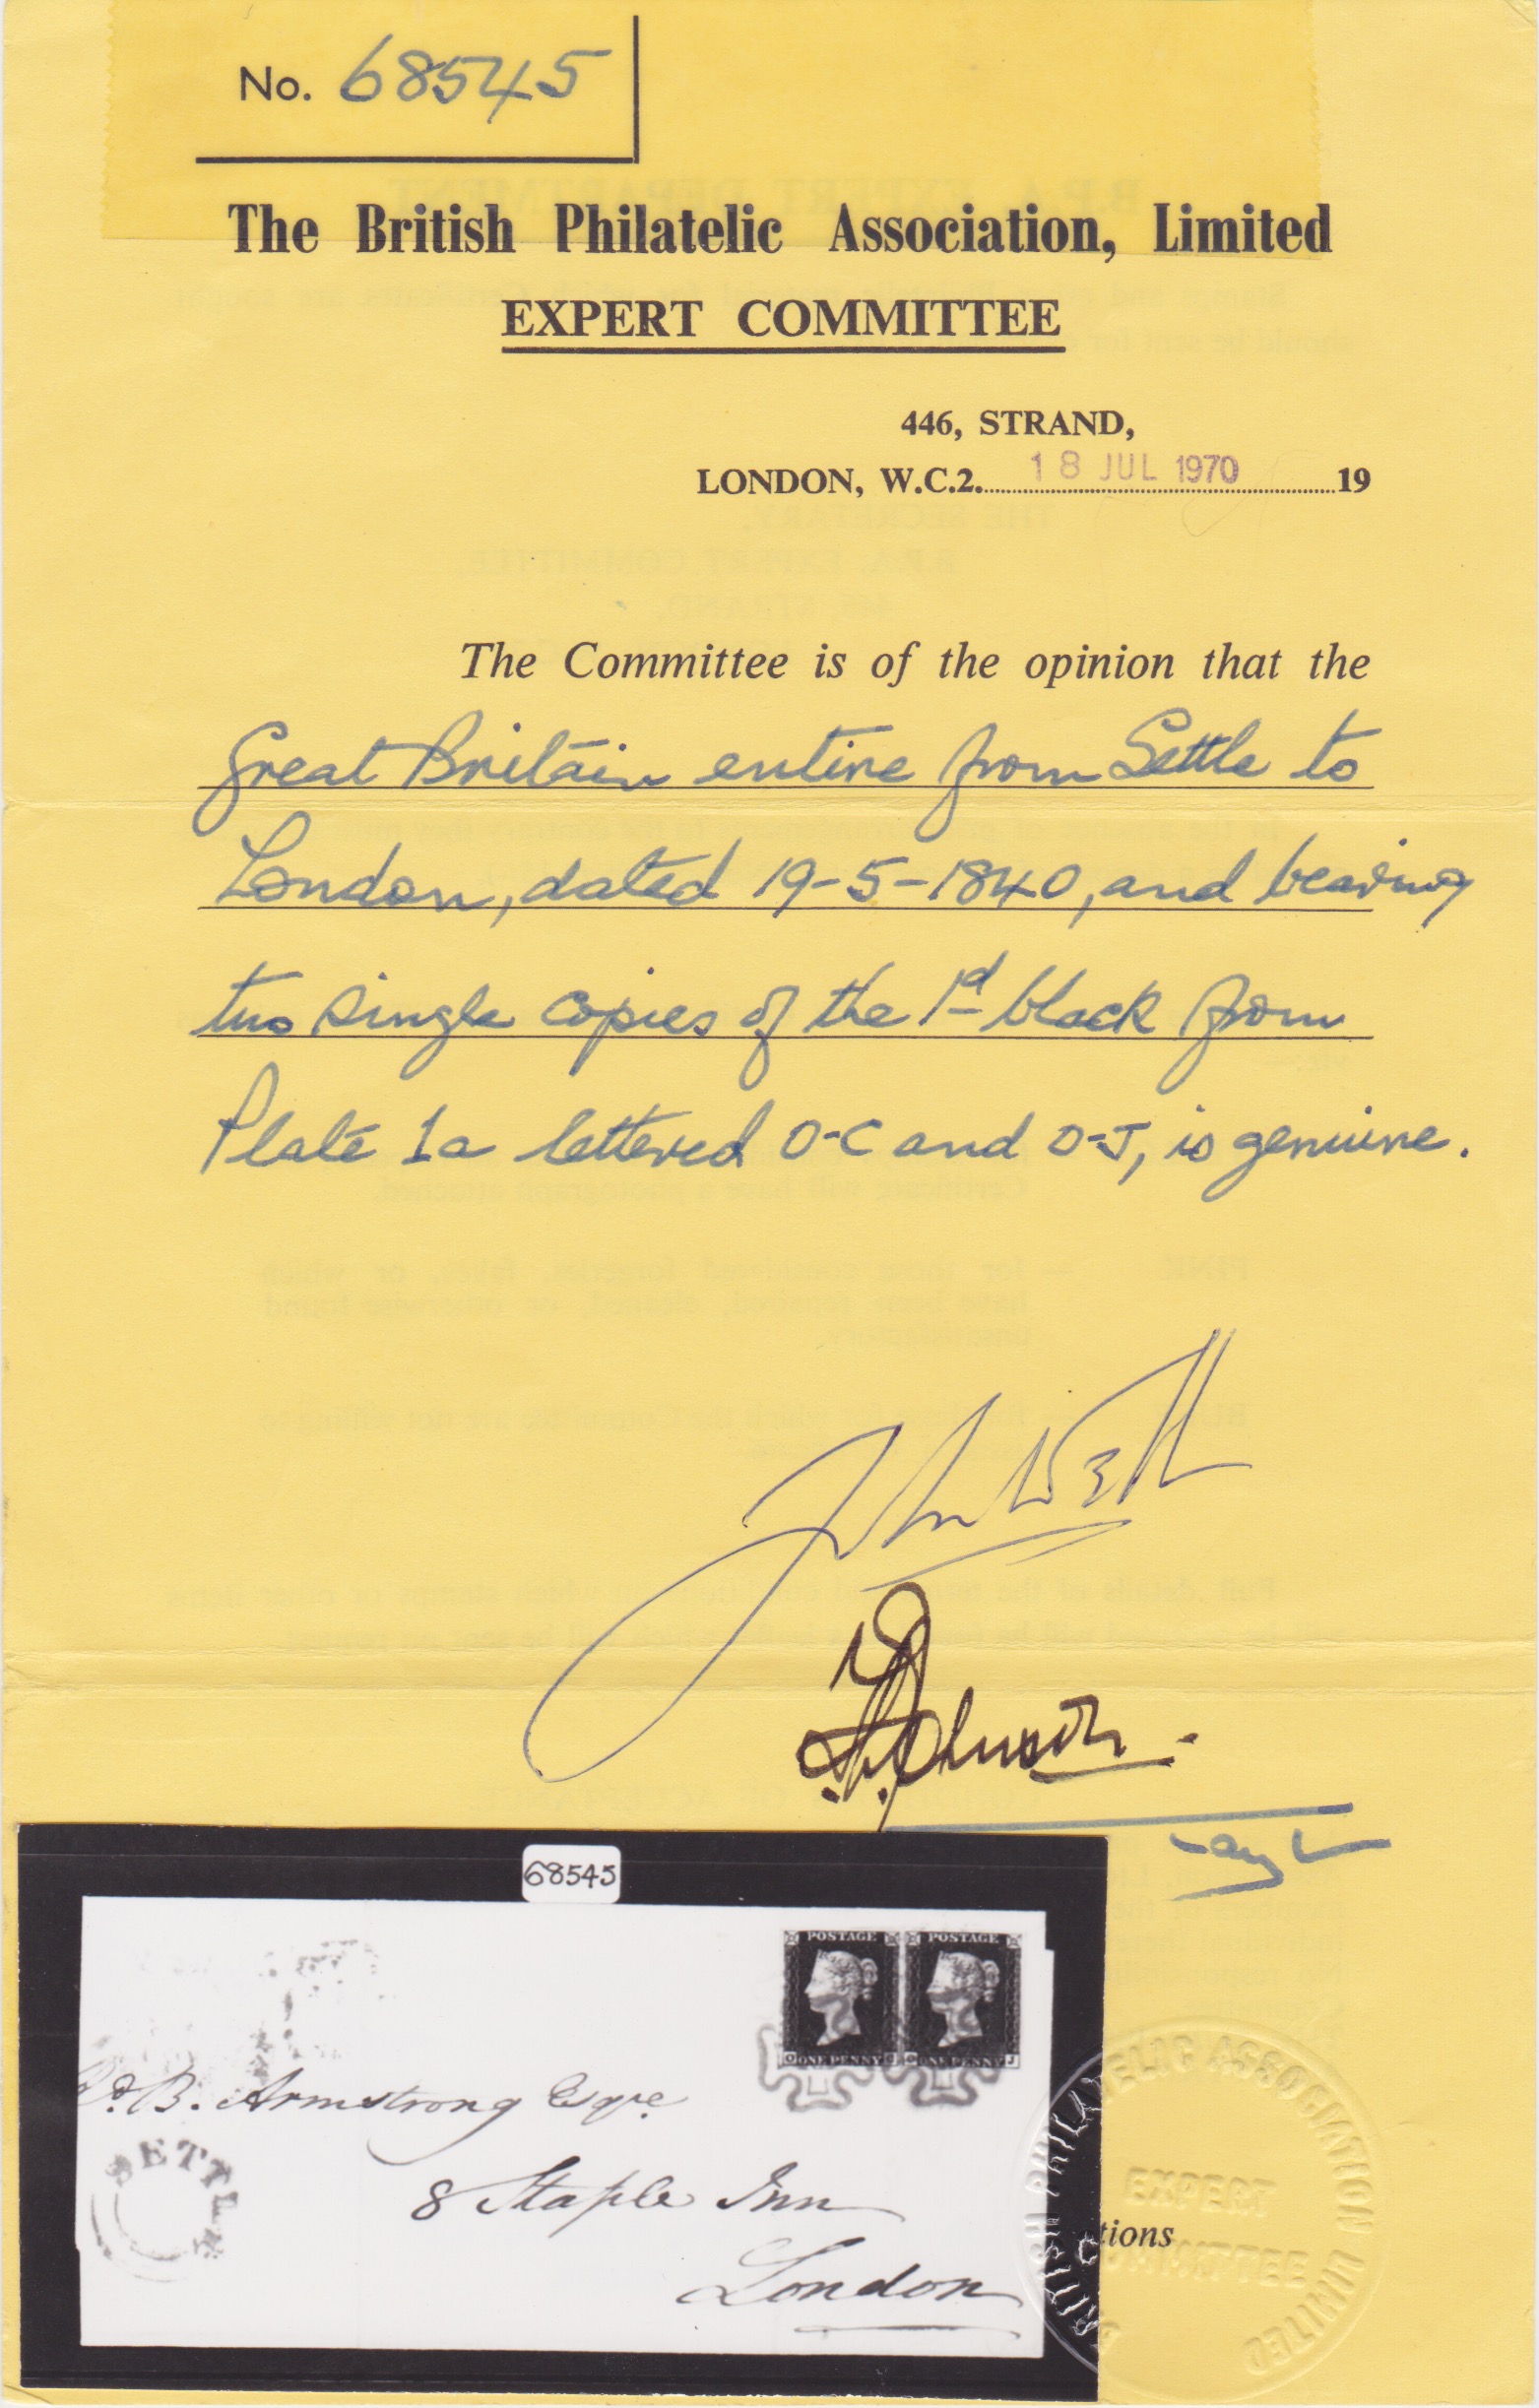 No. 68545
The British Philatelic Association, Limited
EXPERT COMMITTEE
446, STRAND,
LONDON, W.C.2. 18 JUL 1970 19
The Committee is of the opinion that the
Great Britain entire from Settle to
London, dated 19-5-1840, and bearing
two single copies of the 1d black from
Plate 1a lettered O-C and O-J, is genuine.
68545
POSTAGE POSTAGE
O ONE PENNY C O ONE PENNY J
B. Armstrong Esqre
SETTLE
8 Staple Inn
London
tions
BRITISH PHILATELIC ASSOCIATION LIMITED
EXPERT
COMMITTEE